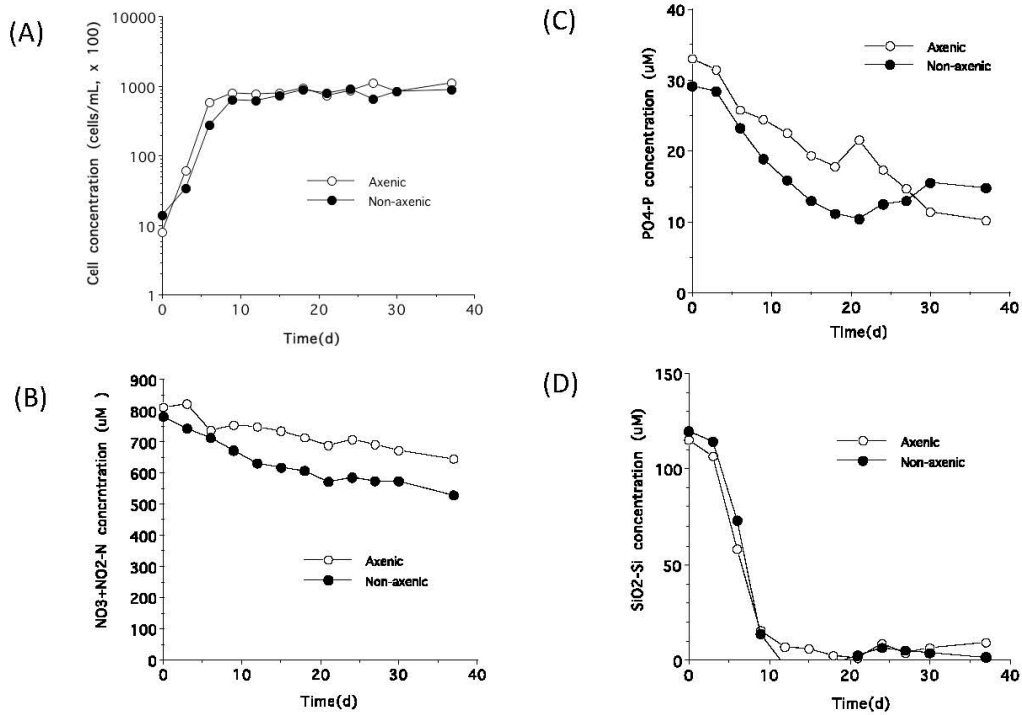 (A)
Cell concentration (cells/mL, x 100)
10000
1000
100
10
1
Axenic
Non-axenic
0
10
20
30
40
Time(d)
(C)
PO4-P concentration (uM)
40
30
20
10
0
Axenic
Non-axenic
0
10
20
30
40
Time(d)
(B)
NO3+NO2-N concrntration (uM )
900
800
700
600
500
400
300
200
100
0
Axenic
Non-axenic
0
10
20
30
40
Time(d)
(D)
SiO2-Si concentration (uM)
150
100
50
0
Axenic
Non-axenic
0
10
20
30
40
Time(d)